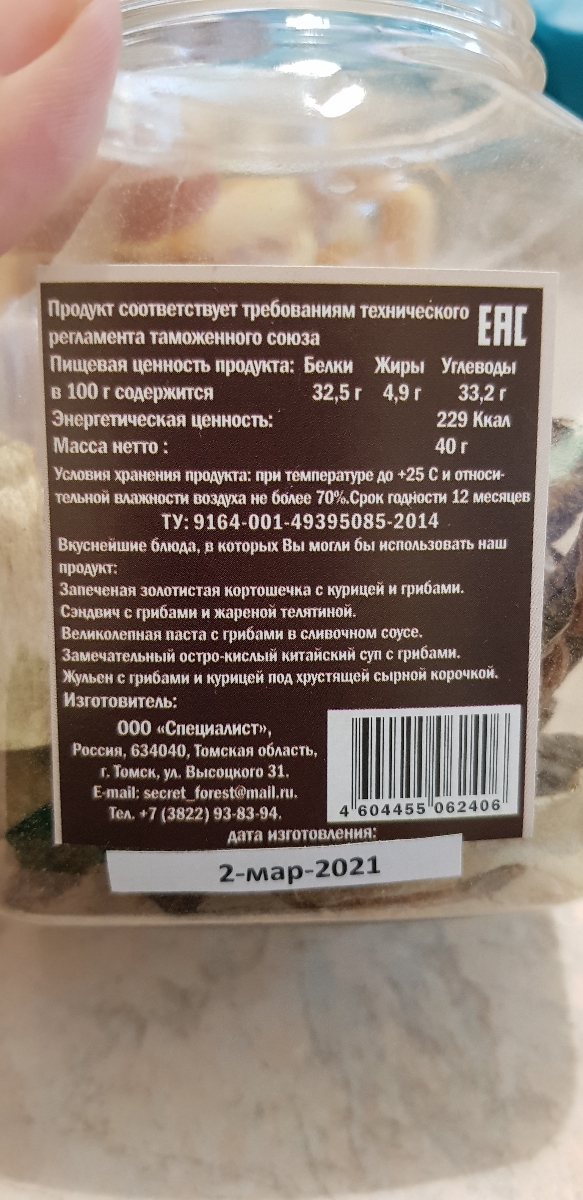 Продукт соответствует требованиям технического
регламента таможенного союза
EAC
Пищевая ценность продукта: Белки Жиры Углеводы
в 100 г содержится 32,5 г 4,9 г 33,2 г
Энергетическая ценность: 229 Ккал
Масса нетто : 40 г
Условия хранения продукта: при температуре до +25 С и относи-
тельной влажности воздуха не более 70%.Срок годности 12 месяцев
ТУ: 9164-001-49395085-2014
Вкуснейшие блюда, в которых Вы могли бы использовать наш
продукт:
Запеченая золотистая кортошечка с курицей и грибами.
Сэндвич с грибами и жареной телятиной.
Великолепная паста с грибами в сливочном соусе.
Замечательный остро-кислый китайский суп с грибами.
Жульен с грибами и курицей под хрустящей сырной корочкой.
Изготовитель:
ООО «Специалист»,
Россия, 634040, Томская область,
г. Томск, ул. Высоцкого 31.
E-mail: secret_forest@mail.ru.
Тел. +7 (3822) 93-83-94.
4 604455 062406
дата изготовления:
2-мар-2021